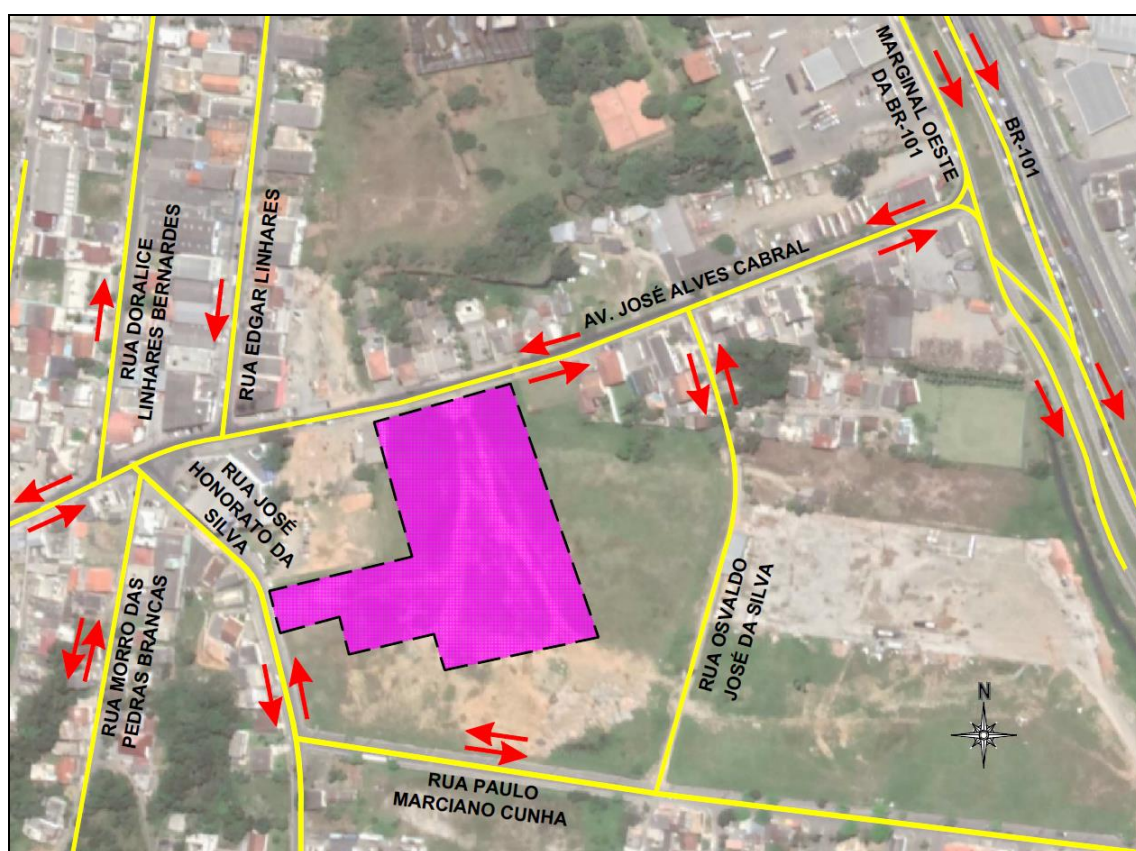 MARGINAL OESTE
DA BR-101
BR-101
RUA DORALICE
LINHARES BERNARDES
RUA EDGAR LINHARES
AV. JOSÉ ALVES CABRAL
RUA JOSÉ
HONORATO DA
SILVA
RUA MORRO DAS
PEDRAS BRANCAS
RUA OSVALDO
JOSÉ DA SILVA
N
RUA PAULO
MARCIANO CUNHA